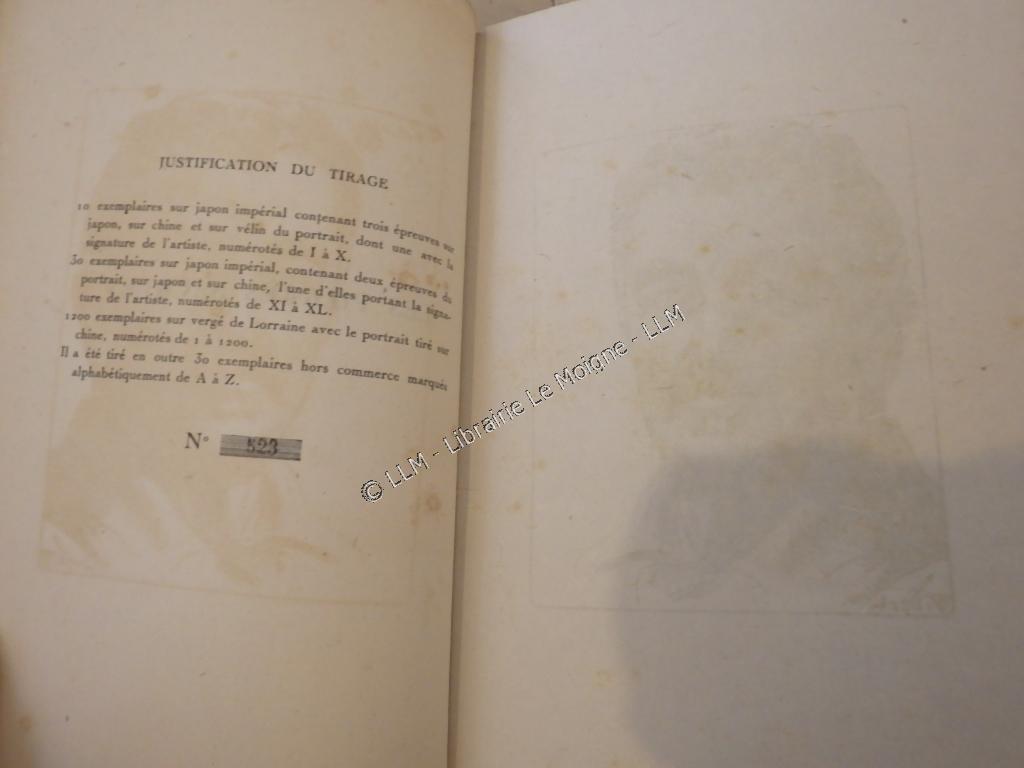 JUSTIFICATION DU TIRAGE
10 exemplaires sur japon impérial contenant trois épreuves sur
japon, sur chine et sur vélin du portrait, dont une avec la
signature de l'artiste, numérotés de I à X.
30 exemplaires sur japon impérial, contenant deux épreuves du
portrait, sur japon et sur chine, l'une d'elles portant la signa-
ture de l'artiste, numérotés de XI à XL.
1200 exemplaires sur vergé de Lorraine avec le portrait tiré sur
chine, numérotés de 1 à 1200.
Il a été tiré en outre 30 exemplaires hors commerce marqués
alphabétiquement de A à Z.
N° 523
© LLM - Librairie Le Moigne - LLM